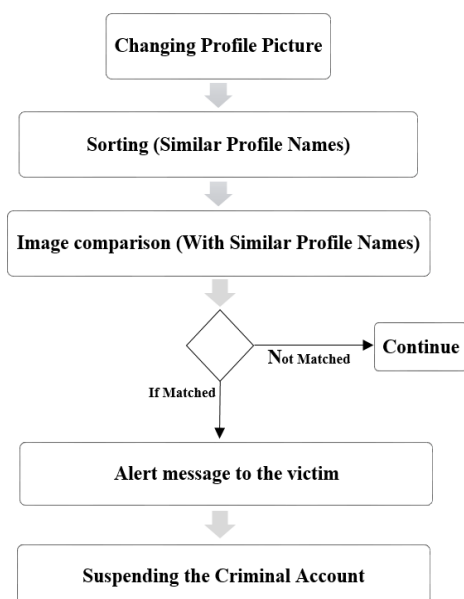 Changing Profile Picture
Sorting (Similar Profile Names)
Image comparison (With Similar Profile Names)
Not Matched
Continue
If Matched
Alert message to the victim
Suspending the Criminal Account